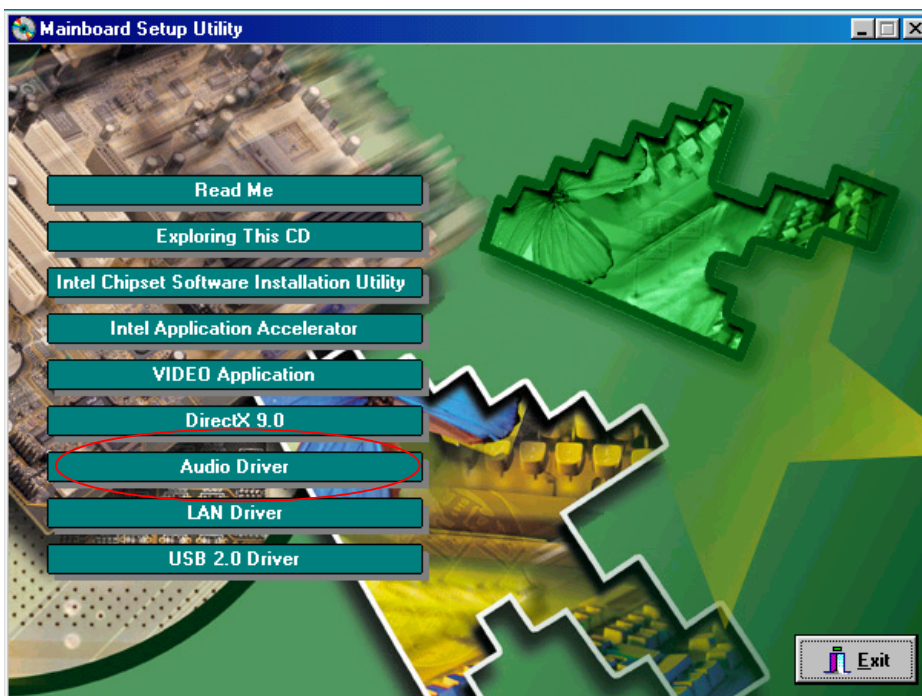 Mainboard Setup Utility
Read Me
Exploring This CD
Intel Chipset Software Installation Utility
Intel Application Accelerator
VIDEO Application
DirectX 9.0
Audio Driver
LAN Driver
USB 2.0 Driver
Exit